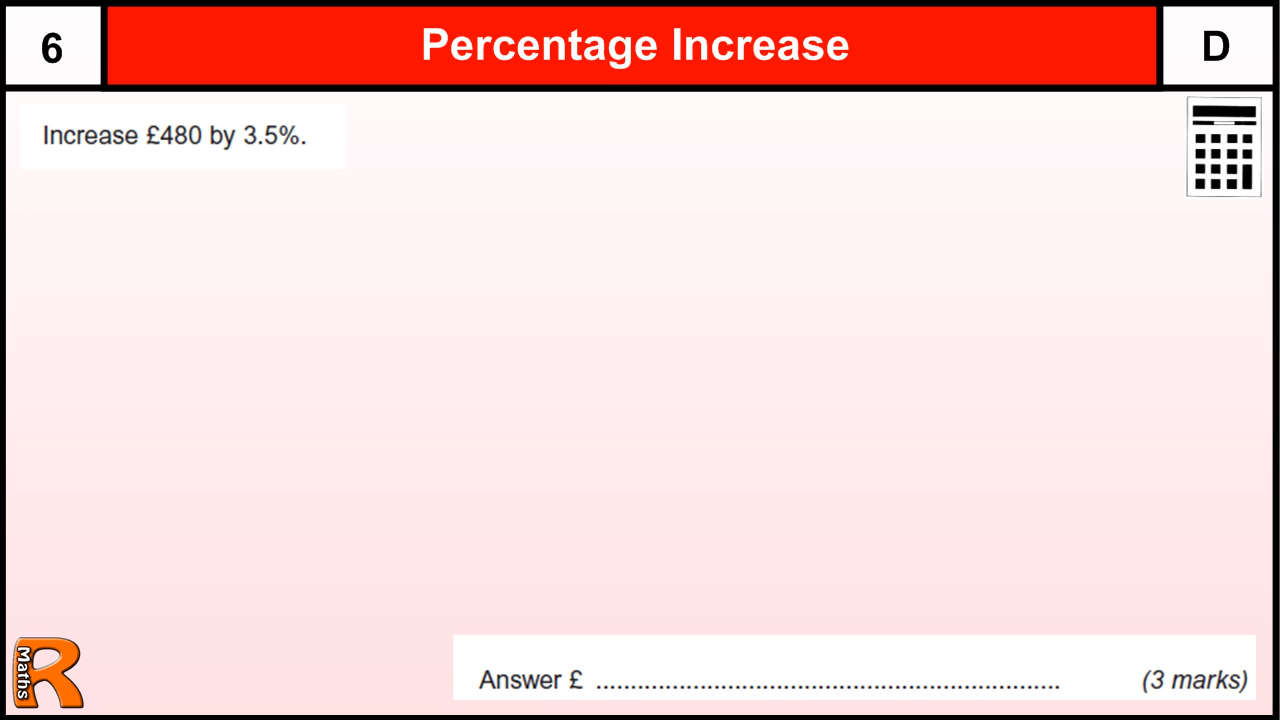 6
Percentage Increase
D
Increase £480 by 3.5%.
Answer £ ....................................................................
(3 marks)
R
Maths